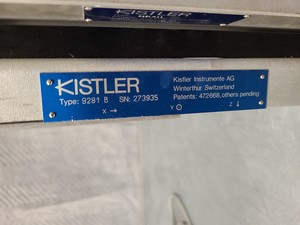 KISTLER
KISTLER
Kistler Instrumente AG
Winterthur Switzerland
Type: 9281 B SN: 273935
Patents: 472668, others pending
X → Y ⊙ Z ↓